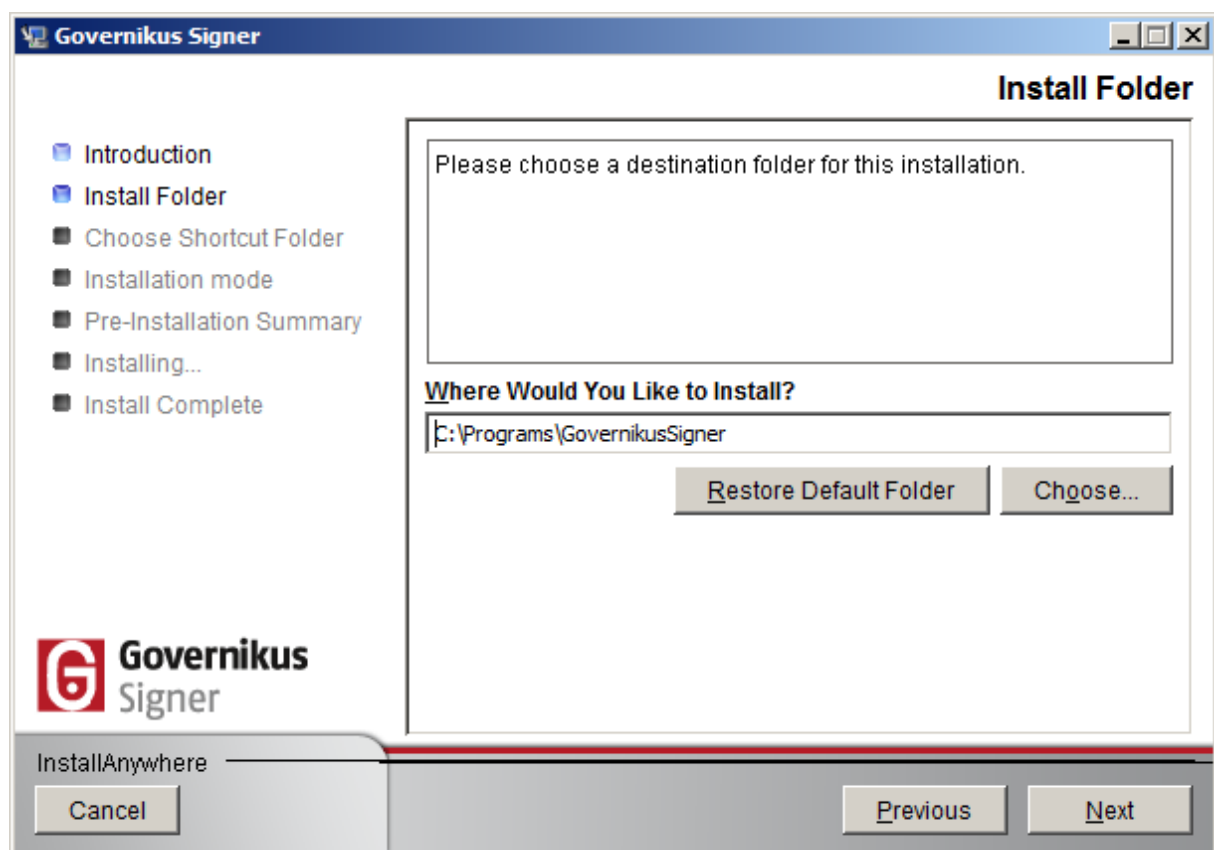 Governikus Signer
Install Folder
Introduction
Install Folder
Choose Shortcut Folder
Installation mode
Pre-Installation Summary
Installing...
Install Complete
Please choose a destination folder for this installation.
Where Would You Like to Install?
C:\Programs\GovernikusSigner
Restore Default Folder
Choose...
Governikus
Signer
InstallAnywhere
Cancel
Previous
Next